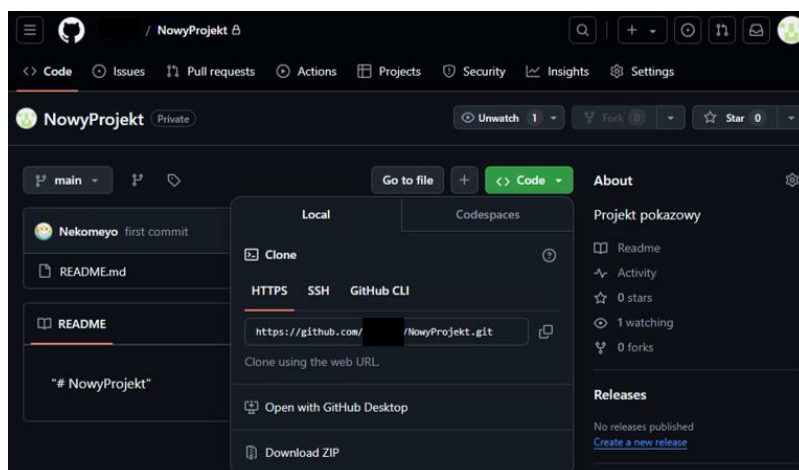 / NowyProjekt
<> Code Issues Pull requests Actions Projects Security Insights Settings
NowyProjekt Private Unwatch 1 Fork 0 Star 0
main Go to file <> Code
Nekomeyo first commit
README.md
README
"# NowyProjekt"
Local Codespaces
Clone
HTTPS SSH GitHub CLI
https://github.com/ /NowyProjekt.git
Clone using the web URL.
Open with GitHub Desktop
Download ZIP
About
Projekt pokazowy
Readme
Activity
0 stars
1 watching
0 forks
Releases
No releases published
Create a new release